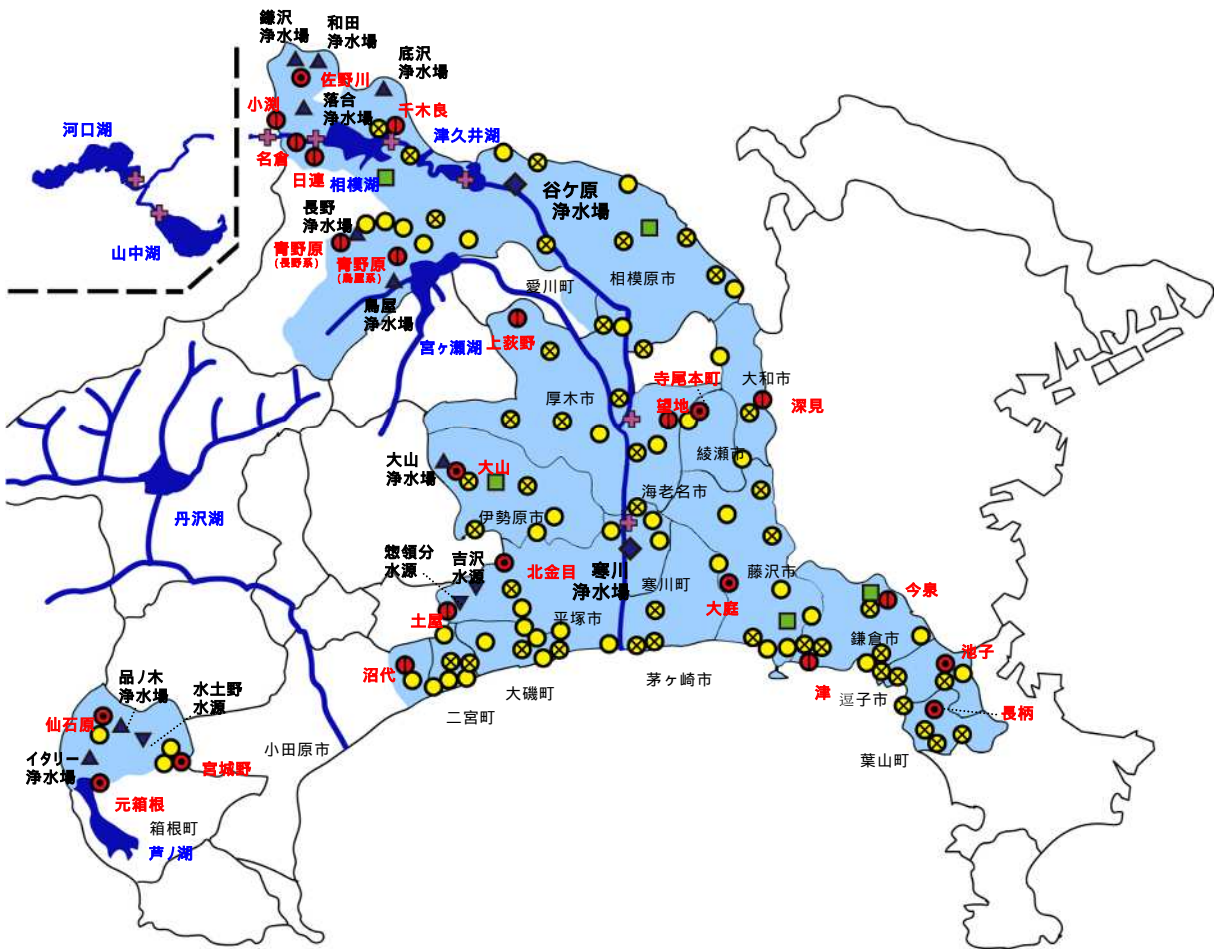 鎌沢
浄水場
和田
浄水場
底沢
浄水場
佐野川
小渕
落合
浄水場
千木良
津久井湖
河口湖
名倉
日連
相模湖
谷ケ原
浄水場
山中湖
長野
浄水場
青野原
(長野系)
青野原
(鳥屋系)
相模原市
愛川町
鳥屋
浄水場
宮ヶ瀬湖
上荻野
寺尾本町
大和市
厚木市
望地
深見
綾瀬市
大山
浄水場
大山
海老名市
伊勢原市
丹沢湖
惣領分
水源
吉沢
水源
北金目
寒川
浄水場
寒川町
藤沢市
大庭
今泉
土屋
平塚市
鎌倉市
池子
沼代
大磯町
茅ヶ崎市
津
逗子市
長柄
二宮町
品ノ木
浄水場
水土野
水源
仙石原
小田原市
イタリー
浄水場
宮城野
葉山町
元箱根
箱根町
芦ノ湖